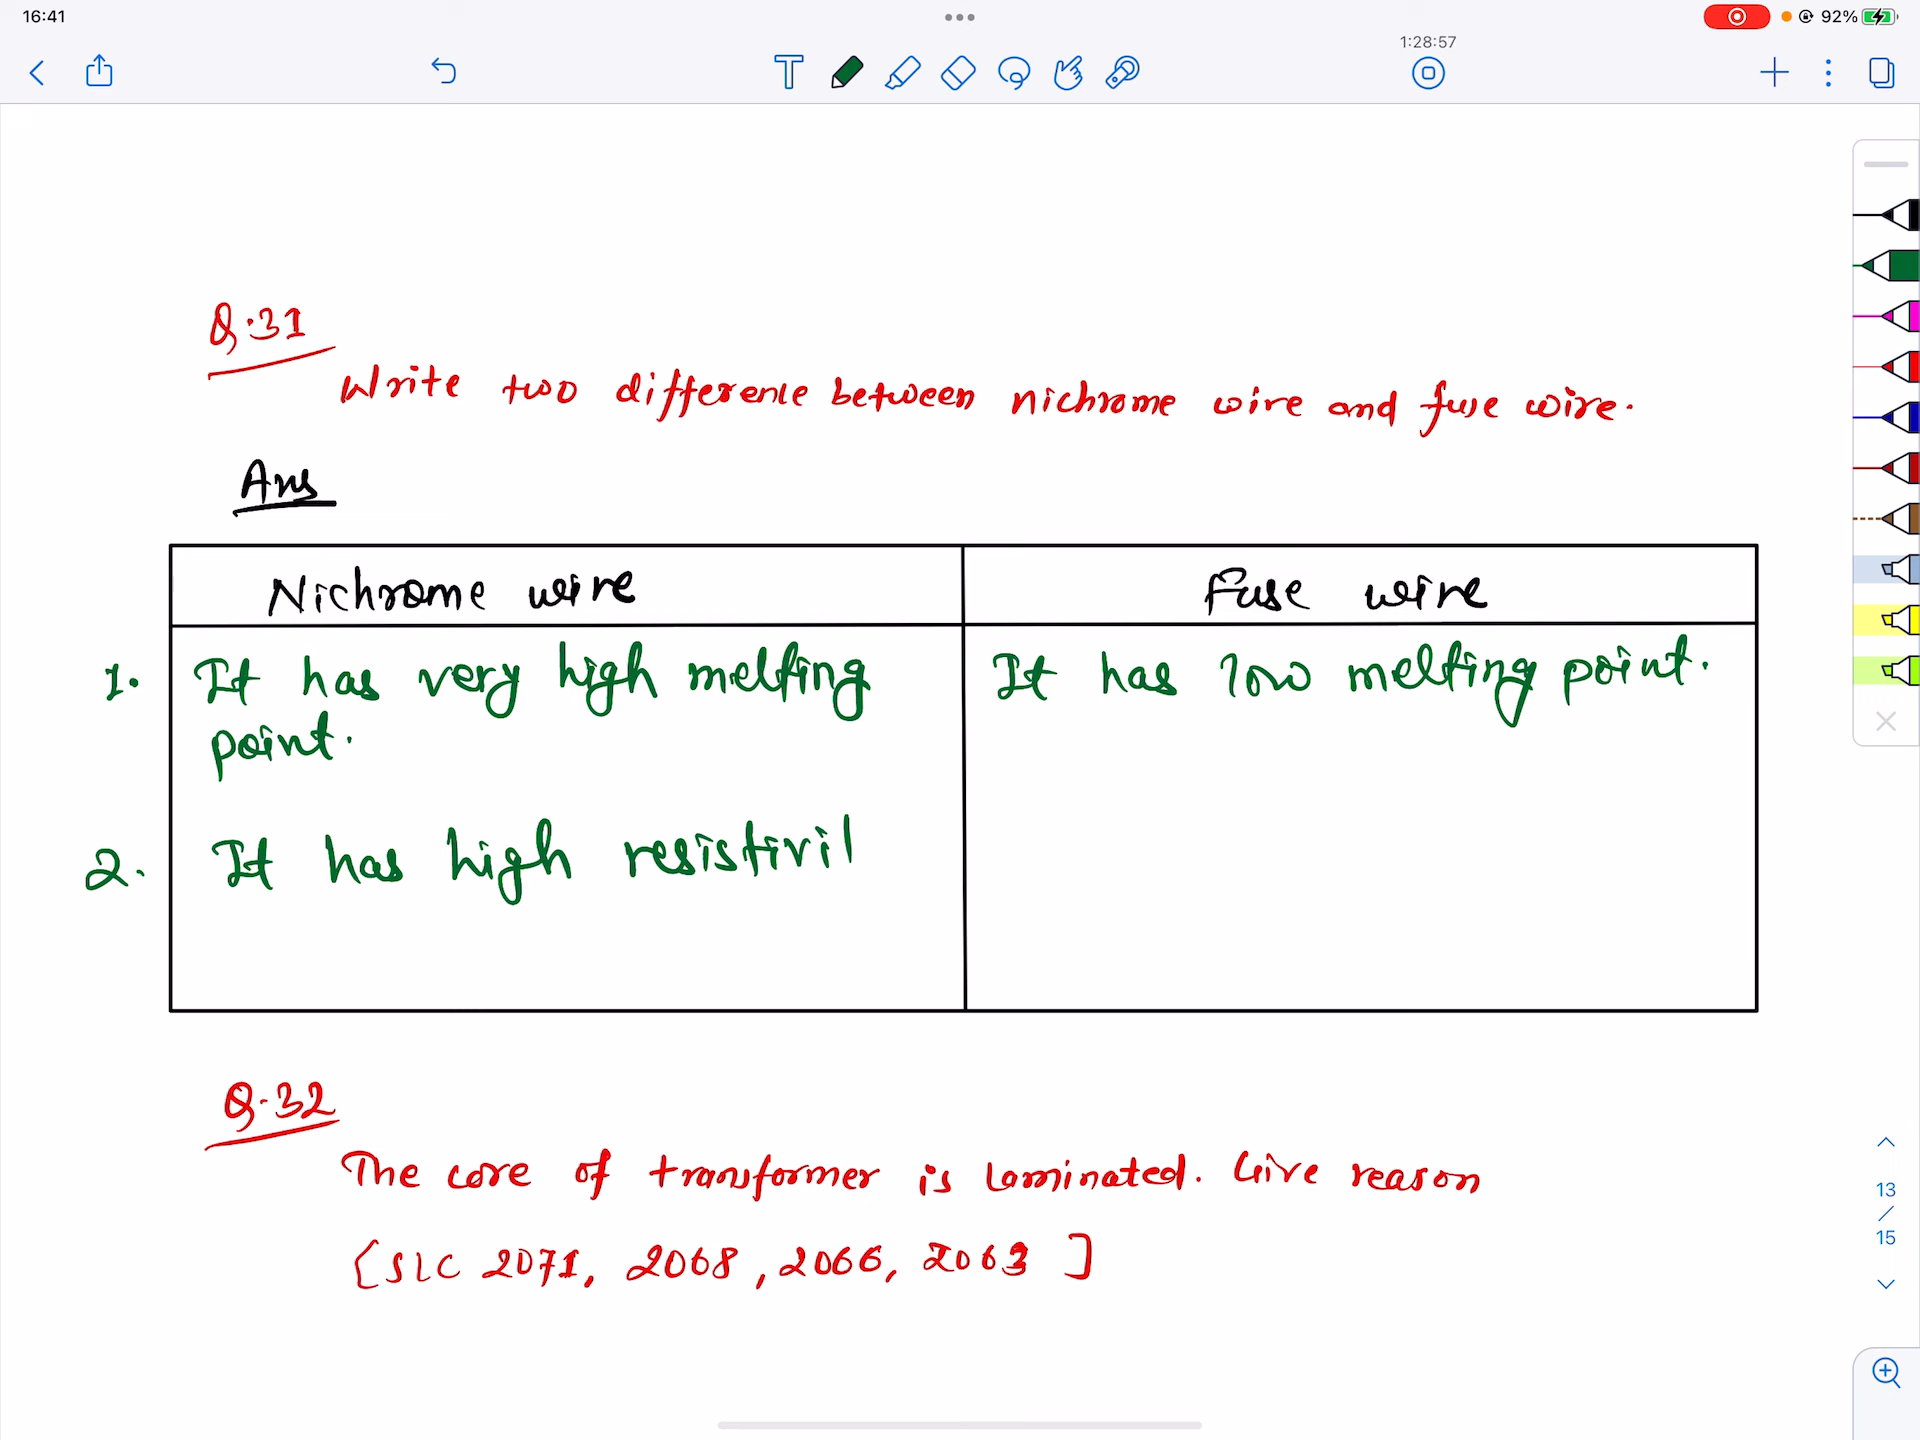 16:41
92%
1:28:57
Q.31
Write two difference between nichrome wire and fuse wire.
Ans
Nichrome wire
Fuse wire
1. It has very high melting
point.
It has low melting point.
2. It has high resistivil
Q.32
The core of transformer is laminated. Give reason
[SLC 2071, 2068, 2066, 2063]
13
/
15